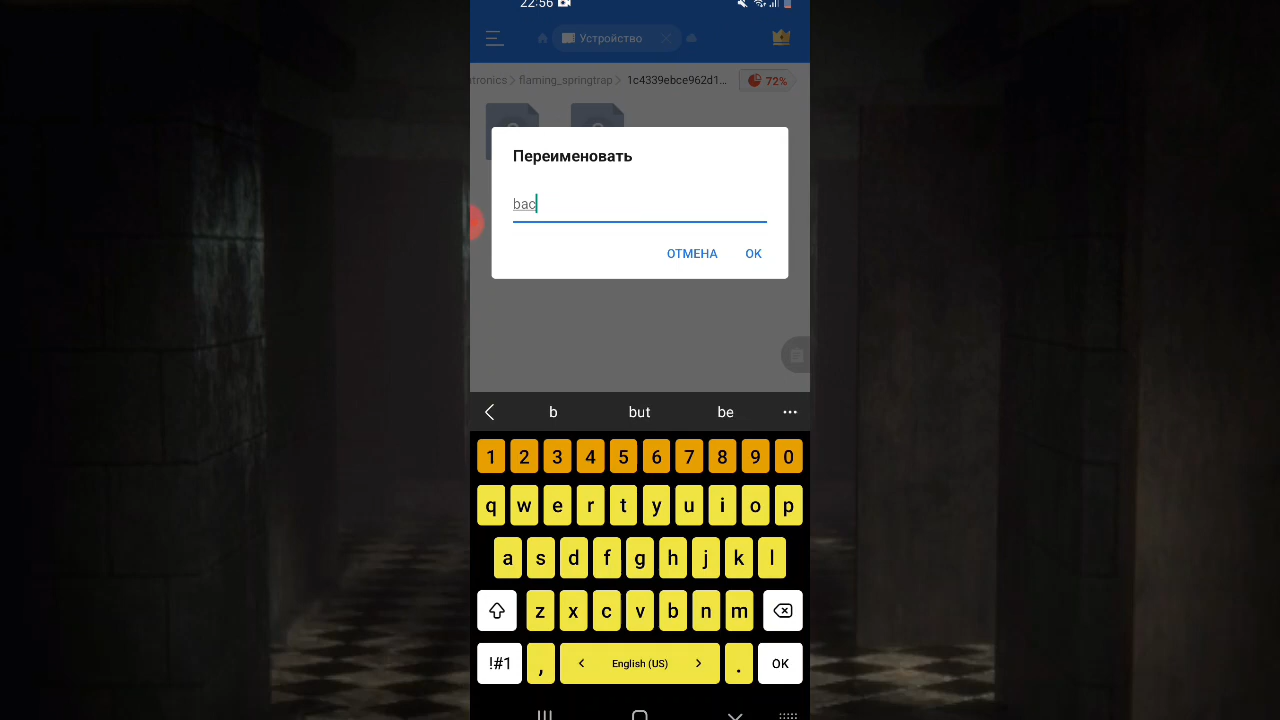 22:56
Устройство
tronics > flaming_springtrap > 1c4339ebce962d1... 72%
Переименовать
bac
ОТМЕНА OK
b but be
1 2 3 4 5 6 7 8 9 0
q w e r t y u i o p
a s d f g h j k l
z x c v b n m
!#1 , < English (US) > . OK